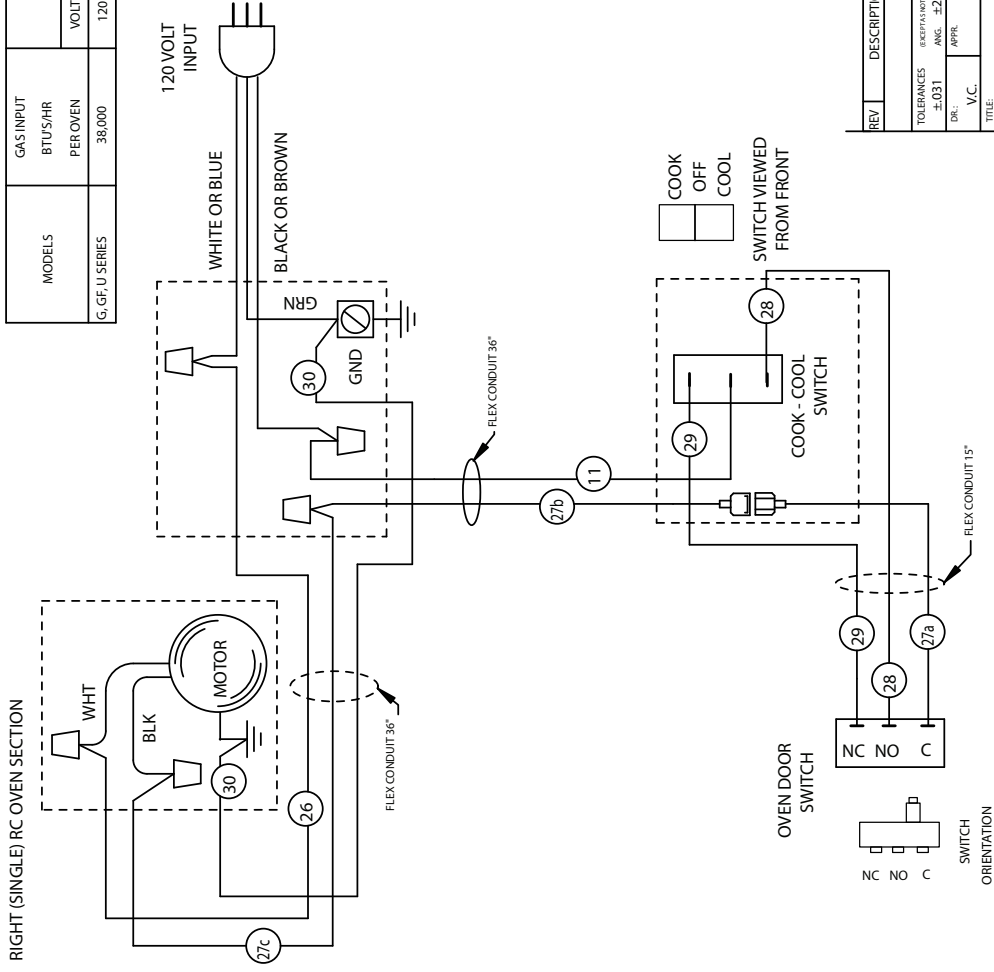 RIGHT (SINGLE) RC OVEN SECTION
MODELS
GAS INPUT
BTU'S/HR
PER OVEN
VOLT
G, GF, U SERIES
38,000
120
120 VOLT
INPUT
WHITE OR BLUE
BLACK OR BROWN
GRN
GND
30
WHT
BLK
MOTOR
30
26
27c
FLEX CONDUIT 36"
FLEX CONDUIT 36"
11
27b
COOK
OFF
COOL
SWITCH VIEWED
FROM FRONT
28
29
COOK - COOL
SWITCH
FLEX CONDUIT 15"
29
28
27a
OVEN DOOR
SWITCH
NC
NO
C
NC
NO
C
SWITCH
ORIENTATION
REV
DESCRIPTI
TOLERANCES
(EXCEPT AS NOT
±.031
ANG. ±2
DR.:
V.C.
APPR.
TITLE: